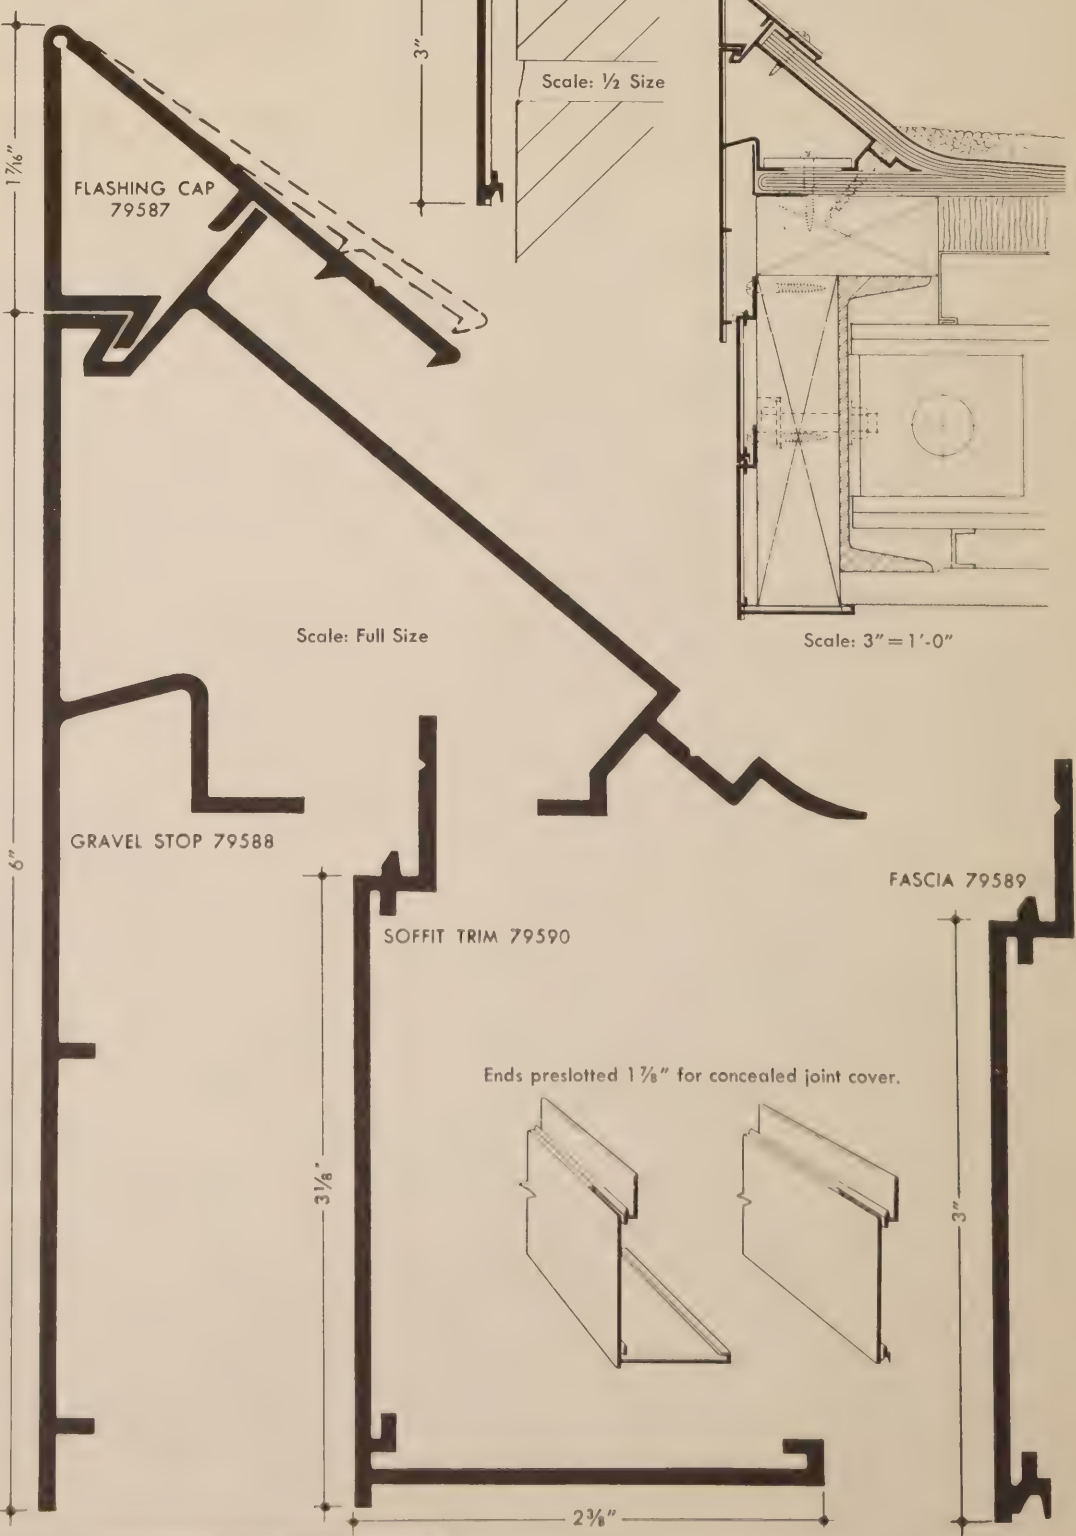 3"
Scale: ½ Size
1 7/16"
FLASHING CAP
79587
Scale: Full Size
Scale: 3" = 1'-0"
6"
GRAVEL STOP 79588
FASCIA 79589
SOFFIT TRIM 79590
Ends preslotted 1 ⅞" for concealed joint cover.
3 ⅛"
3"
2 ⅜"